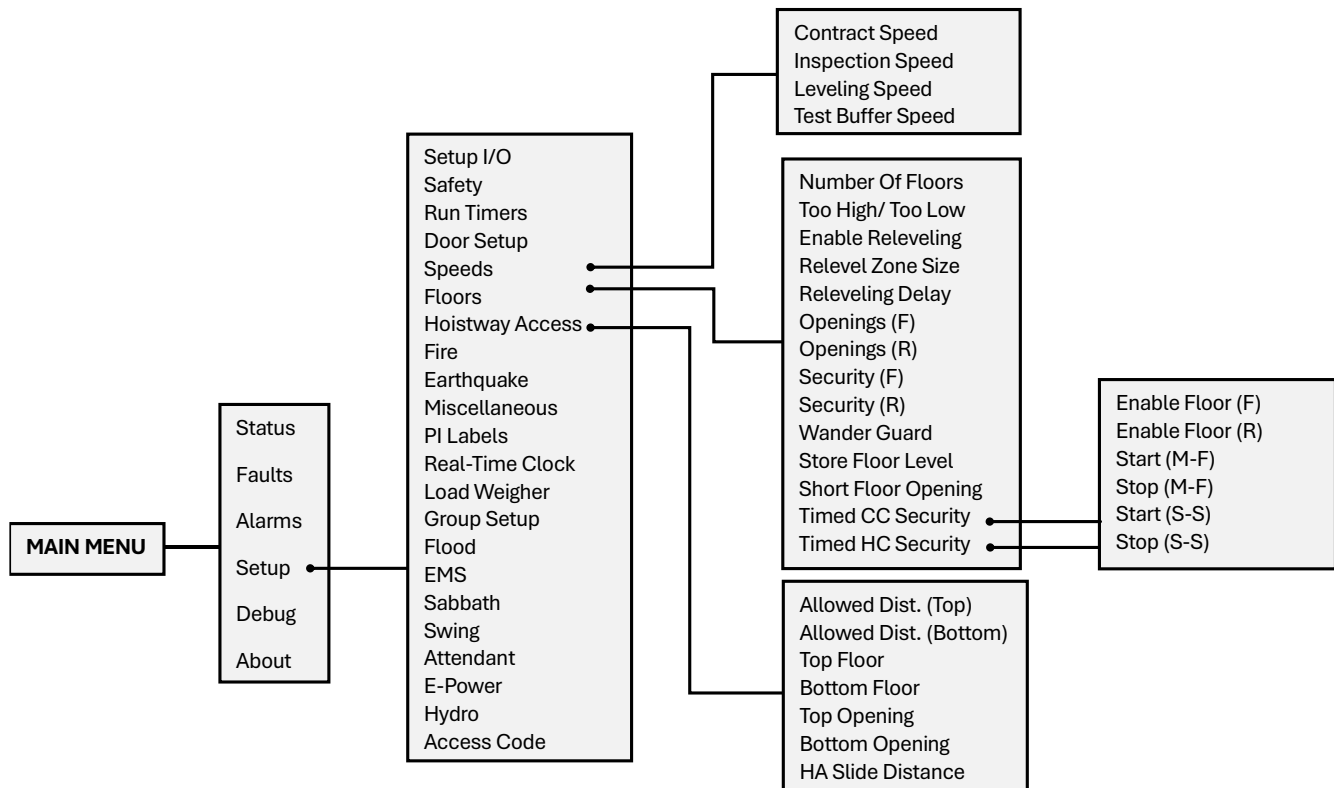 MAIN MENU
Status
Faults
Alarms
Setup
Debug
About
Setup I/O
Safety
Run Timers
Door Setup
Speeds
Floors
Hoistway Access
Fire
Earthquake
Miscellaneous
PI Labels
Real-Time Clock
Load Weigher
Group Setup
Flood
EMS
Sabbath
Swing
Attendant
E-Power
Hydro
Access Code
Contract Speed
Inspection Speed
Leveling Speed
Test Buffer Speed
Number Of Floors
Too High/ Too Low
Enable Releveling
Relevel Zone Size
Releveling Delay
Openings (F)
Openings (R)
Security (F)
Security (R)
Wander Guard
Store Floor Level
Short Floor Opening
Timed CC Security
Timed HC Security
Allowed Dist. (Top)
Allowed Dist. (Bottom)
Top Floor
Bottom Floor
Top Opening
Bottom Opening
HA Slide Distance
Enable Floor (F)
Enable Floor (R)
Start (M-F)
Stop (M-F)
Start (S-S)
Stop (S-S)